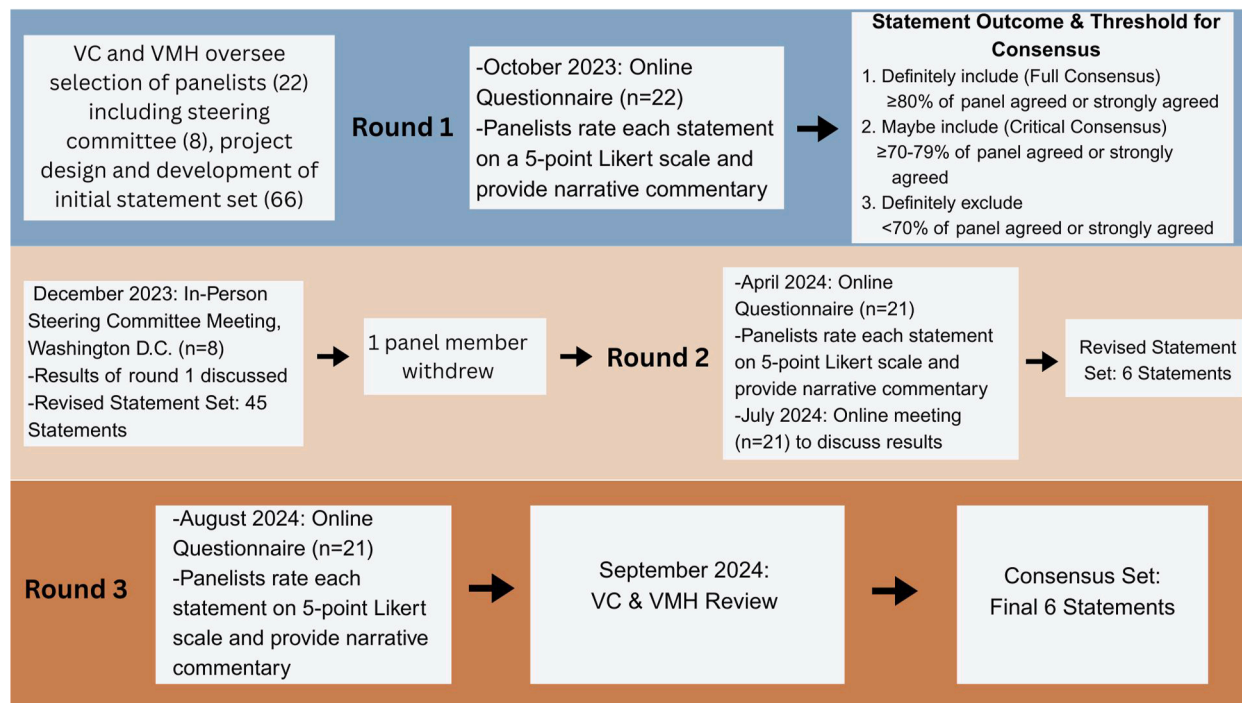 VC and VMH oversee
selection of panelists (22)
including steering
committee (8), project
design and development of
initial statement set (66)
Round 1
-October 2023: Online
Questionnaire (n=22)
-Panelists rate each statement
on a 5-point Likert scale and
provide narrative commentary
Statement Outcome & Threshold for
Consensus
1. Definitely include (Full Consensus)
≥80% of panel agreed or strongly agreed
2. Maybe include (Critical Consensus)
≥70-79% of panel agreed or strongly
agreed
3. Definitely exclude
<70% of panel agreed or strongly agreed
December 2023: In-Person
Steering Committee Meeting,
Washington D.C. (n=8)
-Results of round 1 discussed
-Revised Statement Set: 45
Statements
1 panel member
withdrew
Round 2
-April 2024: Online
Questionnaire (n=21)
-Panelists rate each statement
on 5-point Likert scale and
provide narrative commentary
-July 2024: Online meeting
(n=21) to discuss results
Revised Statement
Set: 6 Statements
Round 3
-August 2024: Online
Questionnaire (n=21)
-Panelists rate each
statement on 5-point Likert
scale and provide narrative
commentary
September 2024:
VC & VMH Review
Consensus Set:
Final 6 Statements